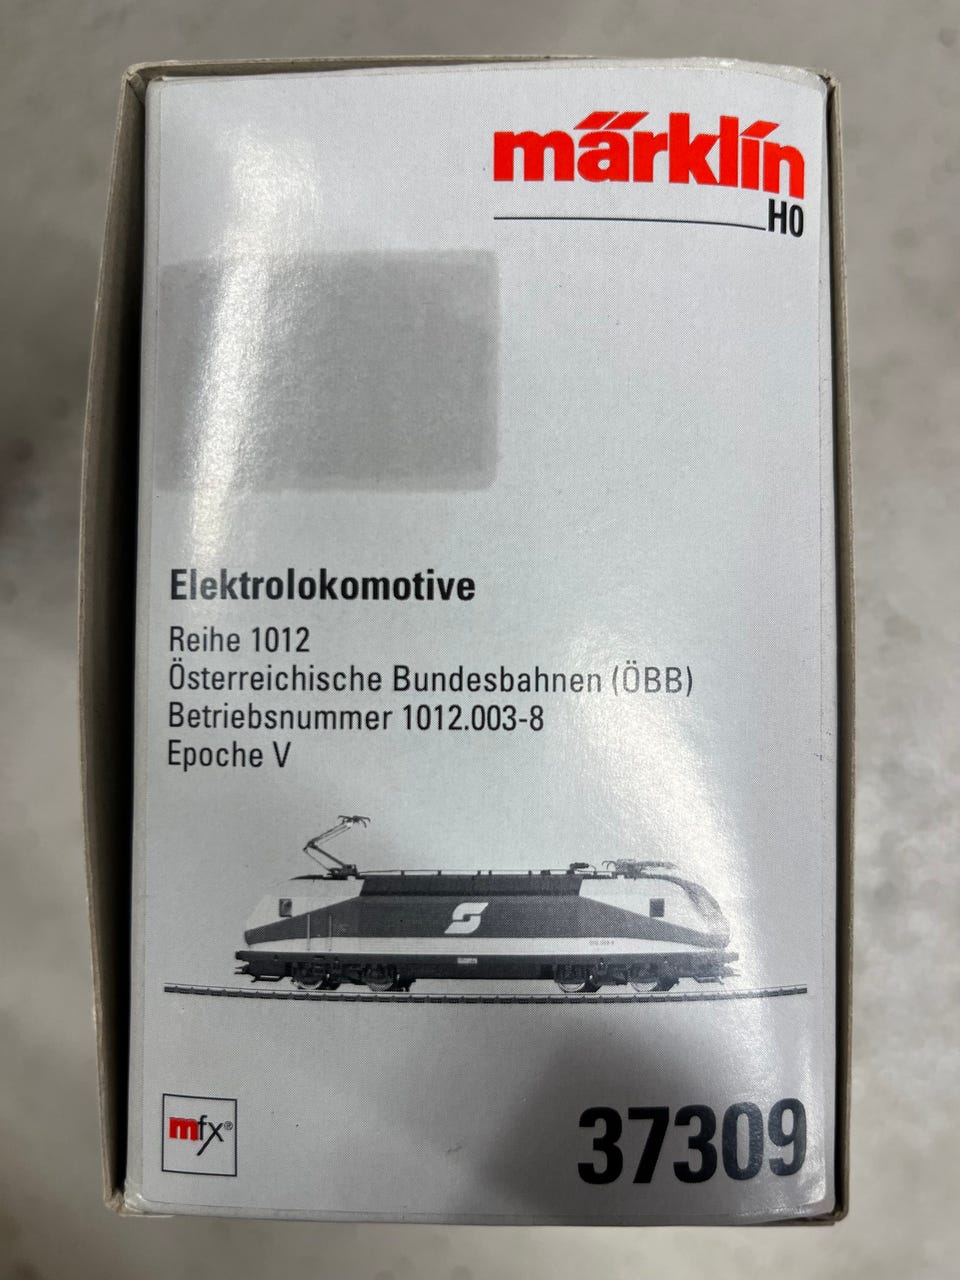 märklin
H0
Elektrolokomotive
Reihe 1012
Österreichische Bundesbahnen (ÖBB)
Betriebsnummer 1012.003-8
Epoche V
mfx®
37309